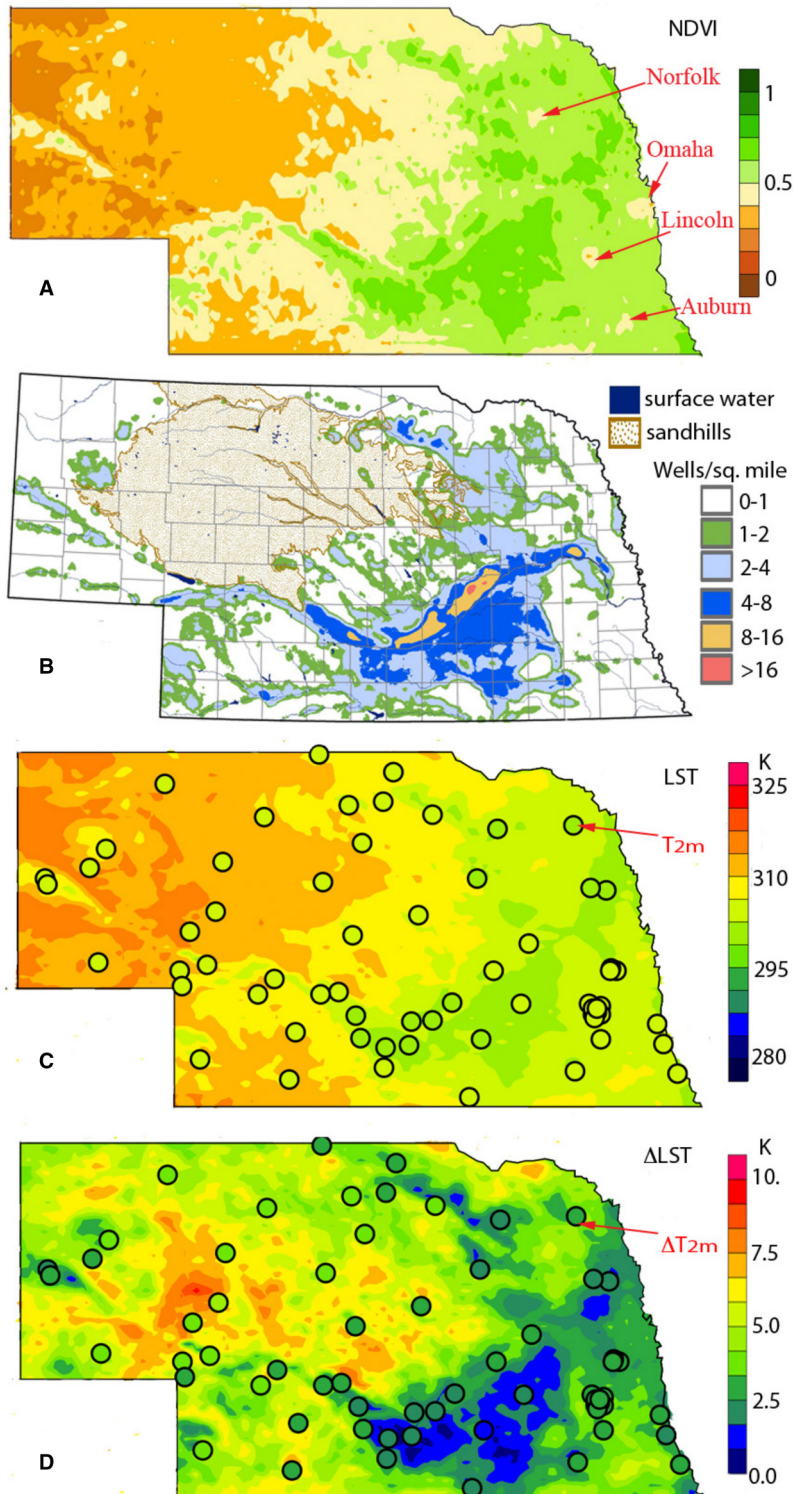 NDVI
Norfolk
1
Omaha
0.5
Lincoln
0
Auburn
A
surface water
sandhills
Wells/sq. mile
0-1
1-2
2-4
4-8
8-16
>16
B
LST
K
325
T2m
310
295
280
C
ΔLST
K
10.
ΔT2m
7.5
5.0
2.5
0.0
D